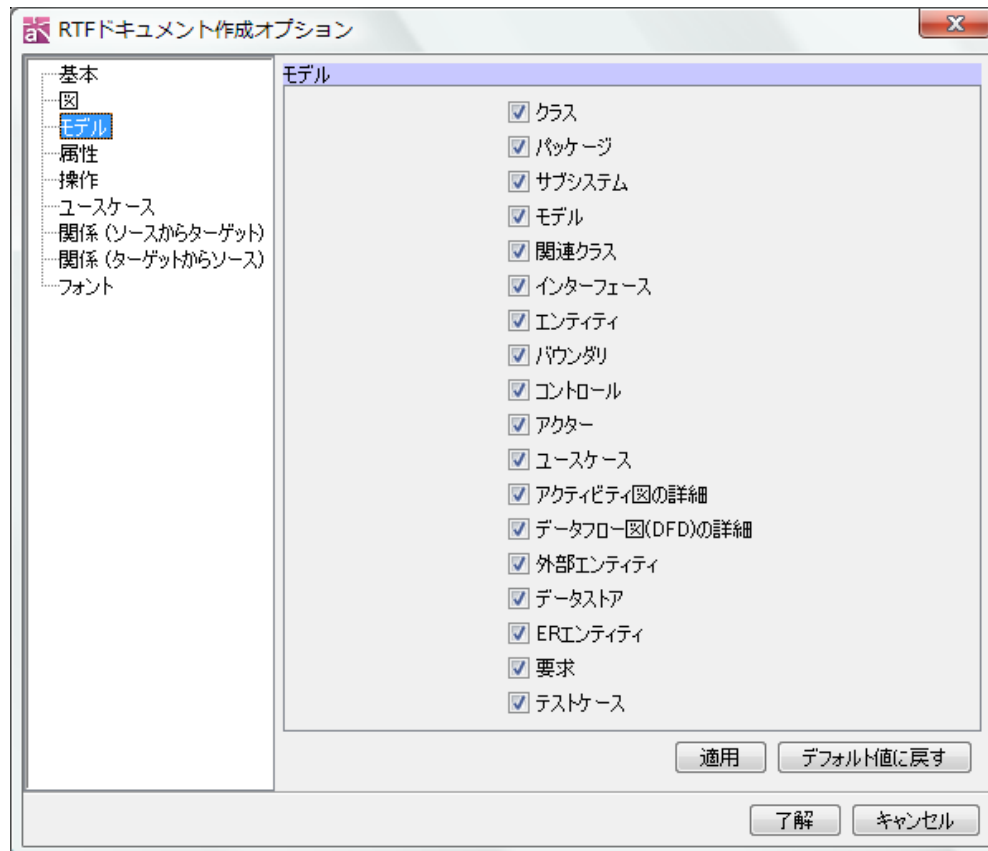 RTFドキュメント作成オプション
基本
図
モデル
属性
操作
ユースケース
関係(ソースからターゲット)
関係(ターゲットからソース)
フォント
モデル
クラス
パッケージ
サブシステム
モデル
関連クラス
インターフェース
エンティティ
バウンダリ
コントロール
アクター
ユースケース
アクティビティ図の詳細
データフロー図(DFD)の詳細
外部エンティティ
データストア
ERエンティティ
要求
テストケース
適用
デフォルト値に戻す
了解
キャンセル